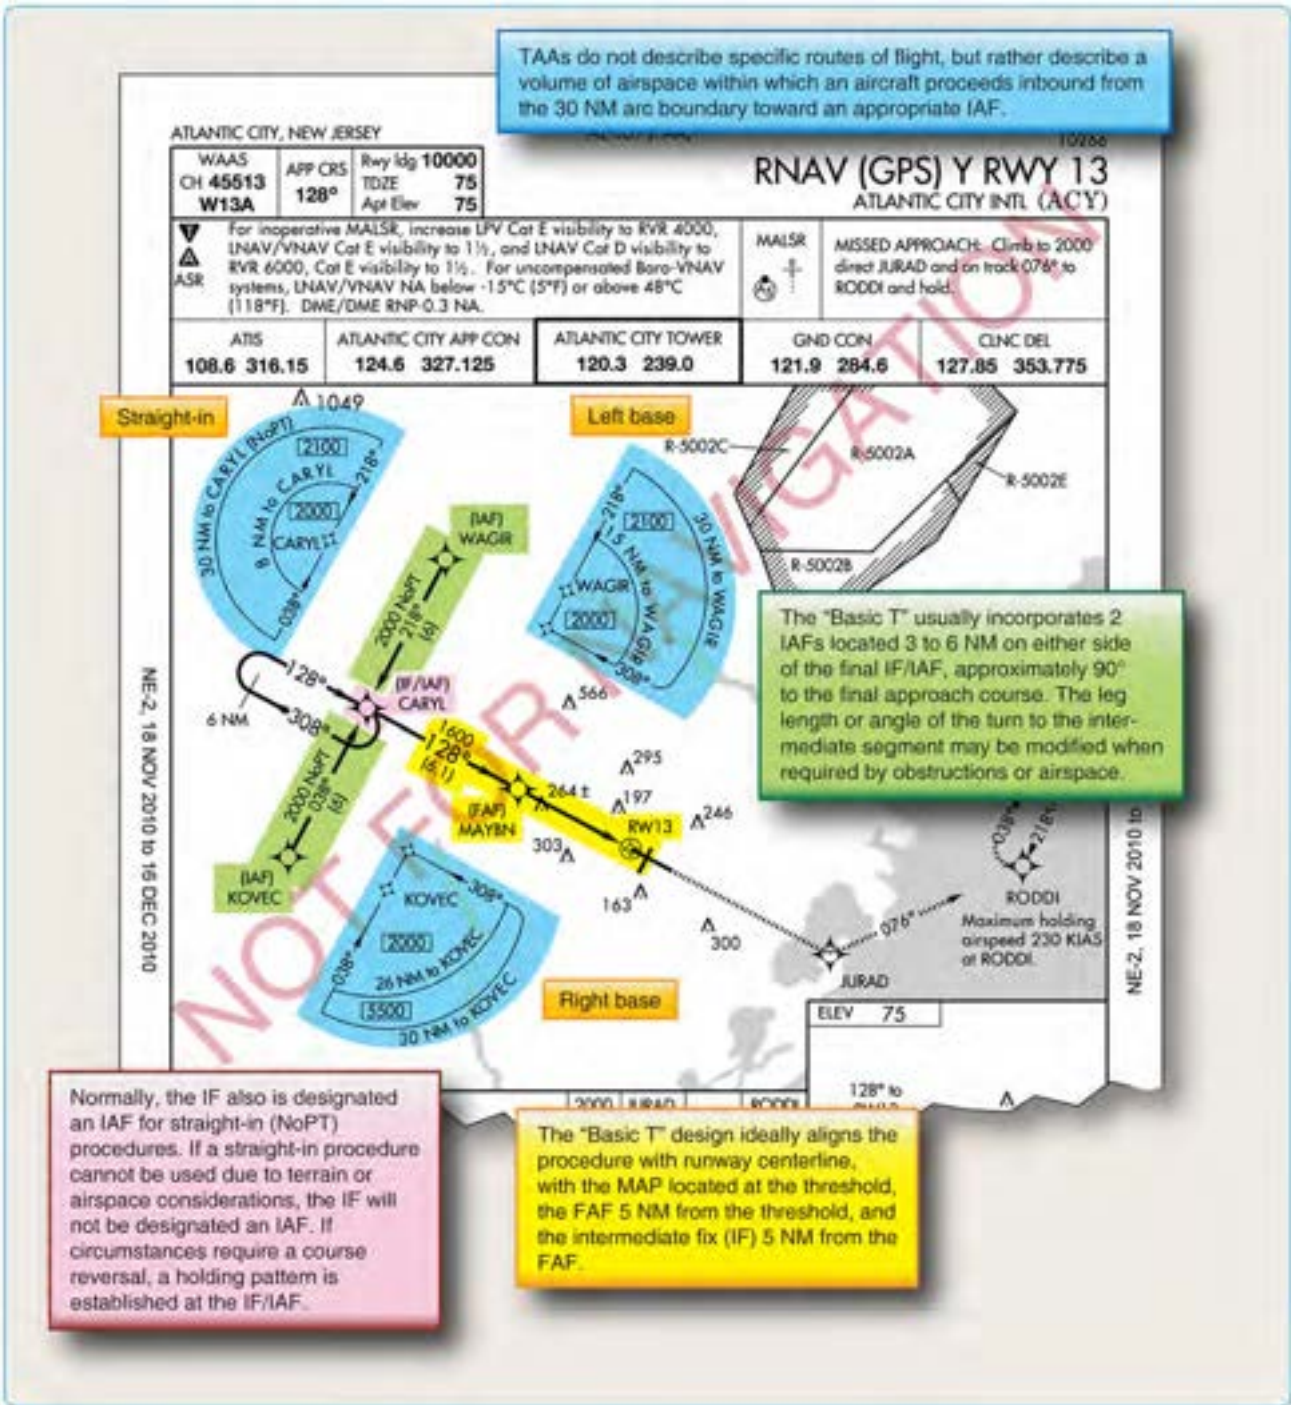 TAAs do not describe specific routes of flight, but rather describe a
volume of airspace within which an aircraft proceeds inbound from
the 30 NM arc boundary toward an appropriate IAF.
ATLANTIC CITY, NEW JERSEY
10266
WAAS
CH 45513
W13A
APP CRS
128°
Rwy ldg 10000
TDZE 75
Apt Elev 75
RNAV (GPS) Y RWY 13
ATLANTIC CITY INTL (ACY)
ASR
For inoperative MALSR, increase LPV Cat E visibility to RVR 4000,
LNAV/VNAV Cat E visibility to 1½, and LNAV Cat D visibility to
RVR 6000, Cat E visibility to 1½. For uncompensated Baro-VNAV
systems, LNAV/VNAV NA below -15°C (5°F) or above 48°C
(118°F). DME/DME RNP-0.3 NA.
MALSR
MISSED APPROACH: Climb to 2000
direct JURAD and on track 076° to
RODDI and hold.
ATIS
108.6 316.15
ATLANTIC CITY APP CON
124.6 327.125
ATLANTIC CITY TOWER
120.3 239.0
GND CON
121.9 284.6
CLNC DEL
127.85 353.775
NOT FOR NAVIGATION
Straight-in
1049
30 NM to CARYL (NoPT)
2100
218°
8 NM to CARYL
2000
CARYL
038°
Left base
218°
2100
30 NM to WAGIR
15 NM to WAGIR
WAGIR
2000
308°
R-5002C
R-5002A
R-5002E
R-5002B
(IAF)
WAGIR
2000 NoPT
218°
(6)
The "Basic T" usually incorporates 2
IAFs located 3 to 6 NM on either side
of the final IF/IAF, approximately 90°
to the final approach course. The leg
length or angle of the turn to the inter-
mediate segment may be modified when
required by obstructions or airspace.
128°
6 NM
308°
(IF/IAF)
CARYL
566
1600
128°
(6.1)
295
2000 NoPT
038°
(6)
264 ±
197
246
(FAF)
MAYBN
RW13
303
(IAF)
KOVEC
163
300
KOVEC
308°
2000
038°
26 NM to KOVEC
5500
30 NM to KOVEC
Right base
038°
218°
RODDI
076°
Maximum holding
airspeed 230 KIAS
at RODDI.
JURAD
ELEV 75
128° to
RW13
2000 JURAD RODDI
NE-2, 18 NOV 2010 to 16 DEC 2010
NE-2, 18 NOV 2010 to
Normally, the IF also is designated
an IAF for straight-in (NoPT)
procedures. If a straight-in procedure
cannot be used due to terrain or
airspace considerations, the IF will
not be designated an IAF. If
circumstances require a course
reversal, a holding pattern is
established at the IF/IAF.
The "Basic T" design ideally aligns the
procedure with runway centerline,
with the MAP located at the threshold,
the FAF 5 NM from the threshold, and
the intermediate fix (IF) 5 NM from the
FAF.